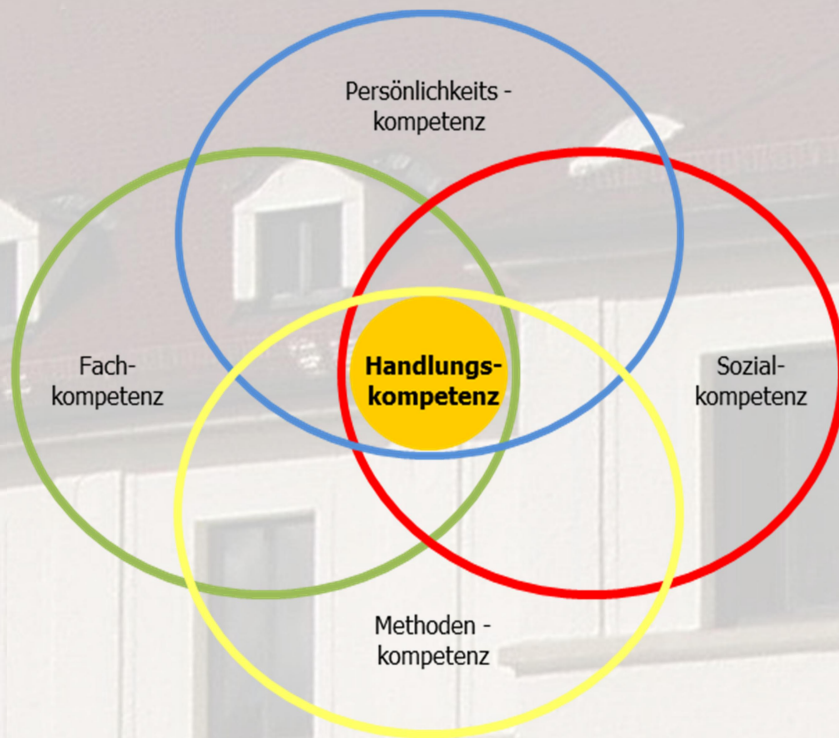 Persönlichkeits -
kompetenz
Fach-
kompetenz
Handlungs-
kompetenz
Sozial-
kompetenz
Methoden -
kompetenz